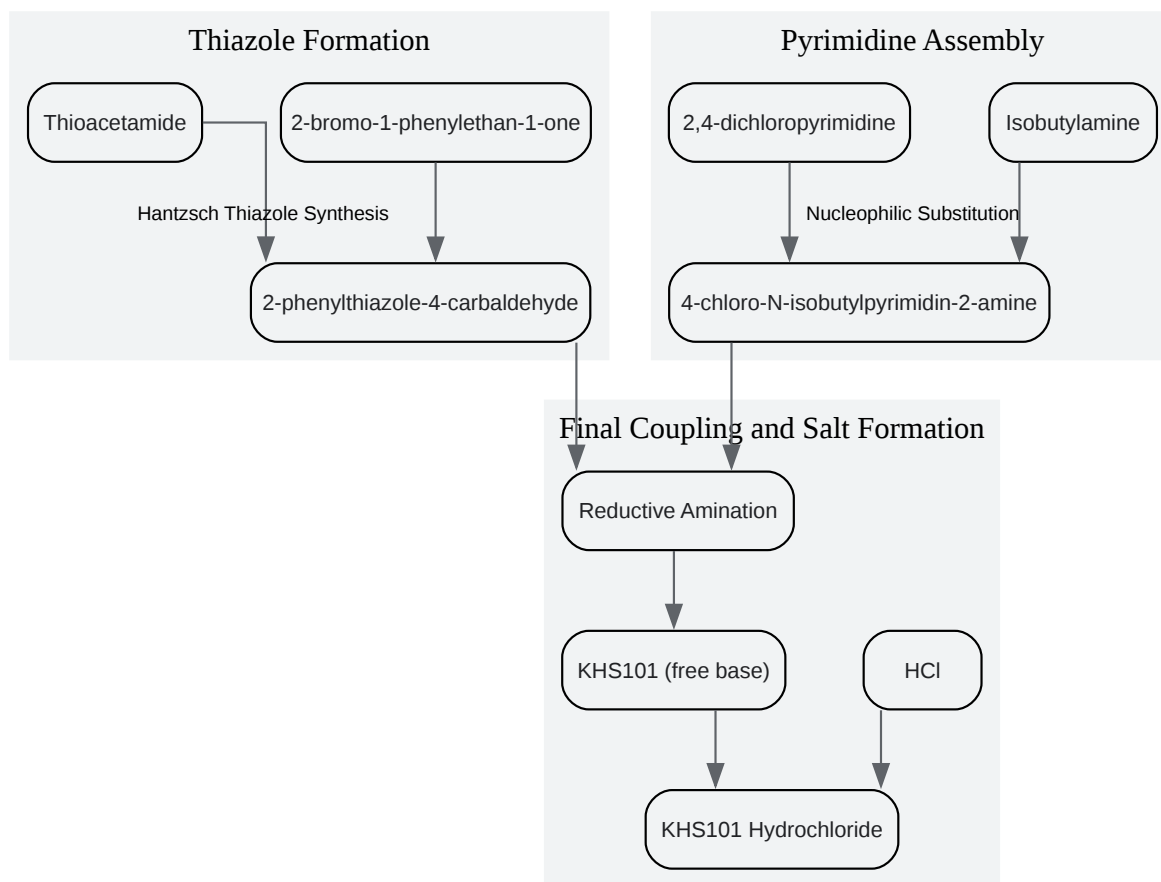 Thiazole Formation
Pyrimidine Assembly
Thioacetamide
2-bromo-1-phenylethan-1-one
2,4-dichloropyrimidine
Isobutylamine
Hantzsch Thiazole Synthesis
Nucleophilic Substitution
2-phenylthiazole-4-carbaldehyde
4-chloro-N-isobutylpyrimidin-2-amine
Final Coupling and Salt Formation
Reductive Amination
KHS101 (free base)
HCl
KHS101 Hydrochloride